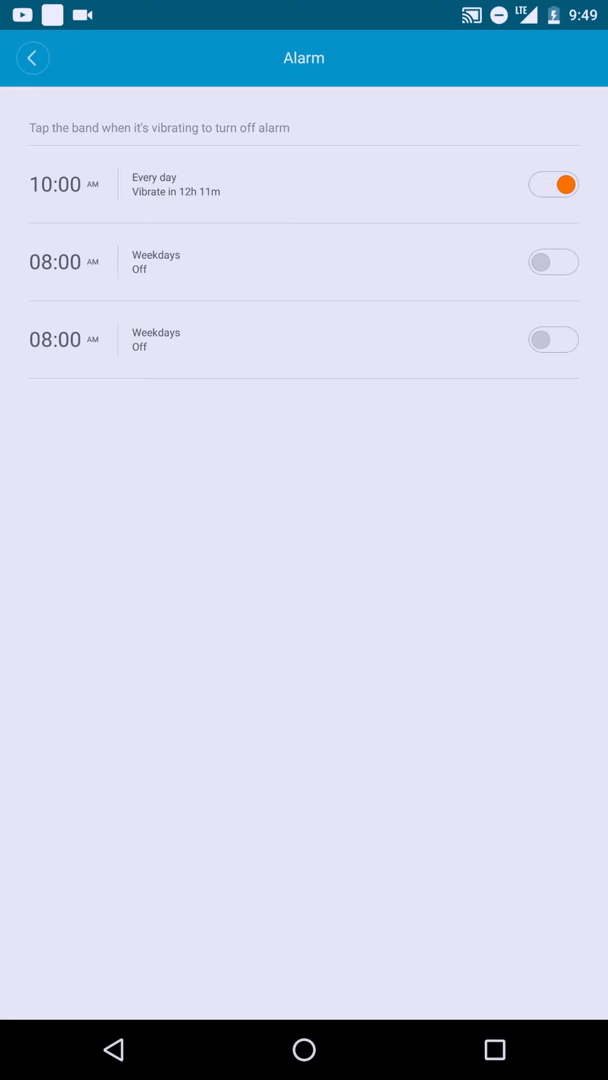 LTE 9:49
Alarm
Tap the band when it's vibrating to turn off alarm
10:00 AM
Every day
Vibrate in 12h 11m
08:00 AM
Weekdays
Off
08:00 AM
Weekdays
Off